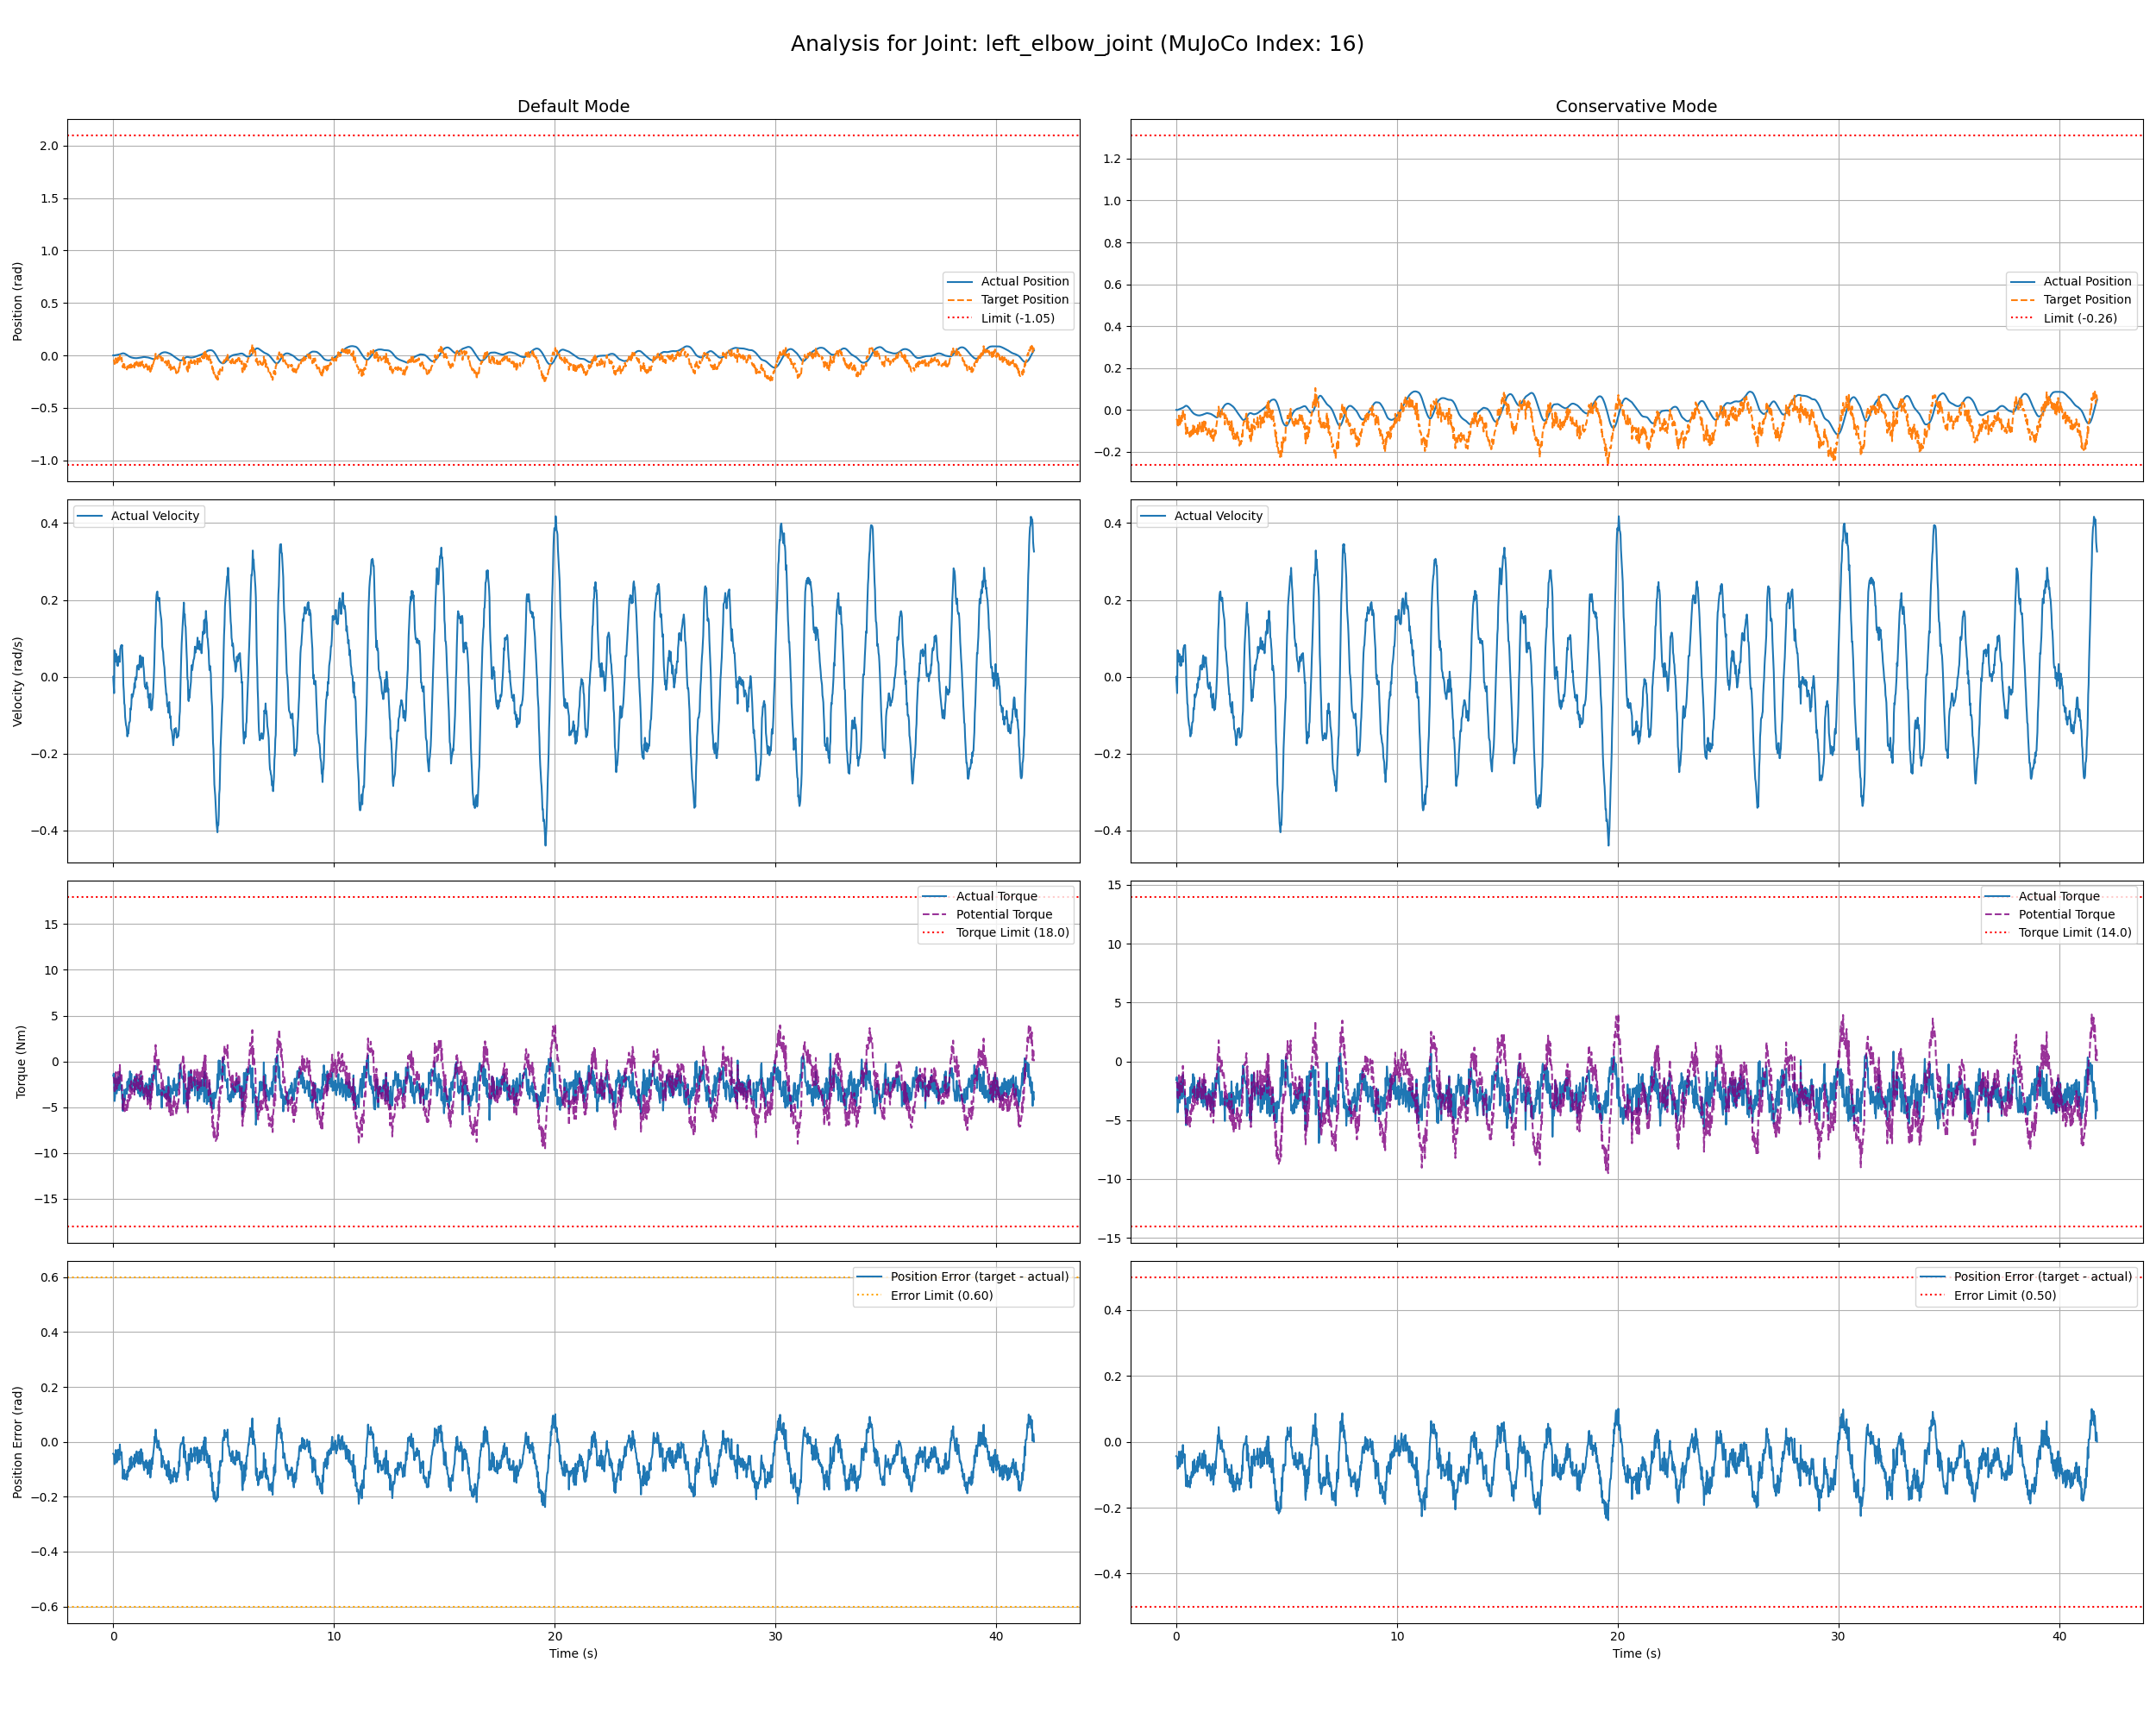 Analysis for Joint: left_elbow_joint (MuJoCo Index: 16)
Default Mode
Conservative Mode
Position (rad)
2.0
1.5
1.0
0.5
0.0
−0.5
−1.0
Actual Position
Target Position
Limit (-1.05)
1.2
1.0
0.8
0.6
0.4
0.2
0.0
−0.2
Actual Position
Target Position
Limit (-0.26)
Velocity (rad/s)
0.4
0.2
0.0
−0.2
−0.4
Actual Velocity
0.4
0.2
0.0
−0.2
−0.4
Actual Velocity
Torque (Nm)
15
10
5
0
−5
−10
−15
Actual Torque
Potential Torque
Torque Limit (18.0)
15
10
5
0
−5
−10
−15
Actual Torque
Potential Torque
Torque Limit (14.0)
Position Error (rad)
0.6
0.4
0.2
0.0
−0.2
−0.4
−0.6
Position Error (target - actual)
Error Limit (0.60)
0 10 20 30 40
Time (s)
0.4
0.2
0.0
−0.2
−0.4
Position Error (target - actual)
Error Limit (0.50)
0 10 20 30 40
Time (s)